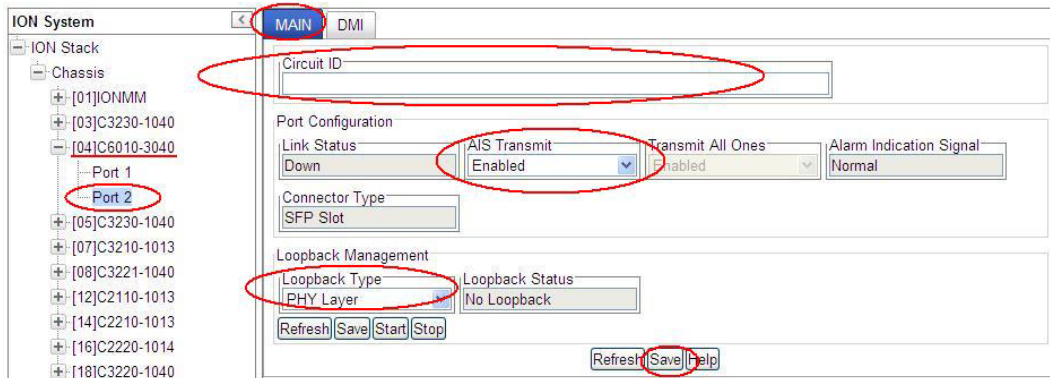 ION System
ION Stack
Chassis
[01]IONMM
[03]C3230-1040
[04]C6010-3040
Port 1
Port 2
[05]C3230-1040
[07]C3210-1013
[08]C3221-1040
[12]C2110-1013
[14]C2210-1013
[16]C2220-1014
[18]C3220-1040
MAIN DMI
Circuit ID
Port Configuration
Link Status AIS Transmit Transmit All Ones Alarm Indication Signal
Down Enabled Enabled Normal
Connector Type
SFP Slot
Loopback Management
Loopback Type Loopback Status
PHY Layer No Loopback
Refresh Save Start Stop
Refresh Save Help